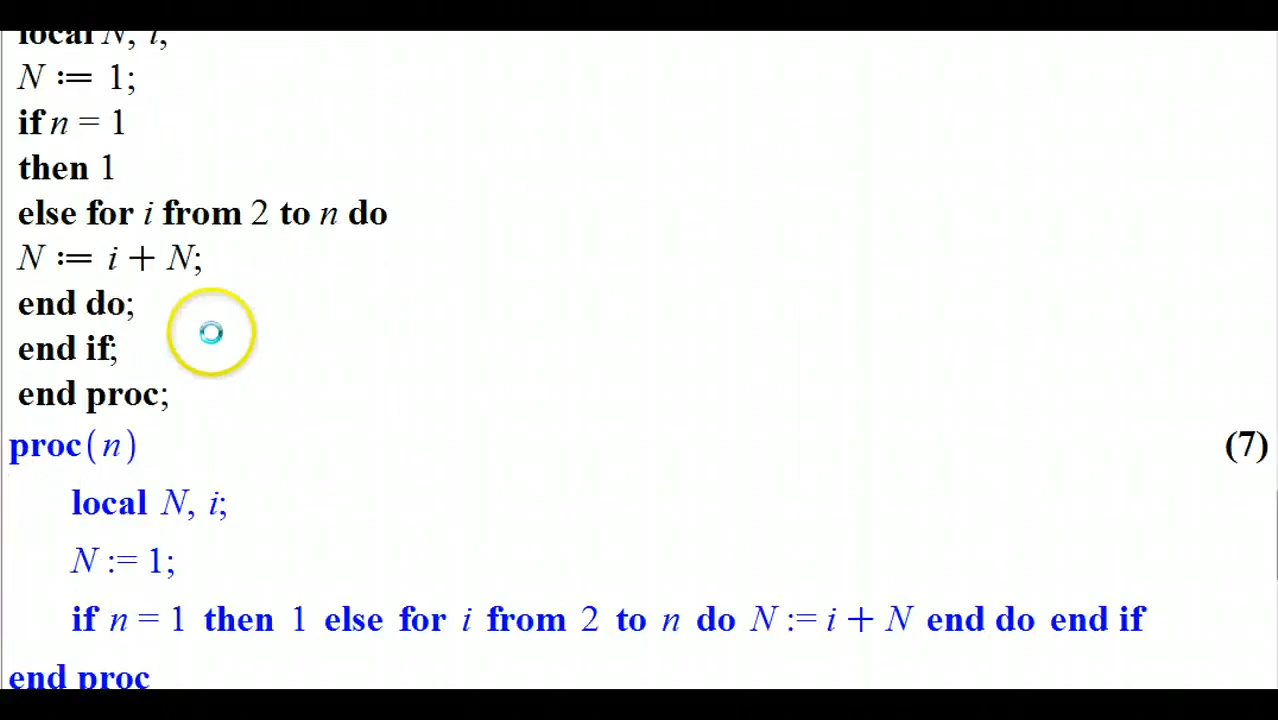 local N, i;
N := 1;
if n = 1
then 1
else for i from 2 to n do
N := i + N;
end do;
end if;
end proc;
proc(n)
(7)
local N, i;
N := 1;
if n = 1 then 1 else for i from 2 to n do N := i + N end do end if
end proc